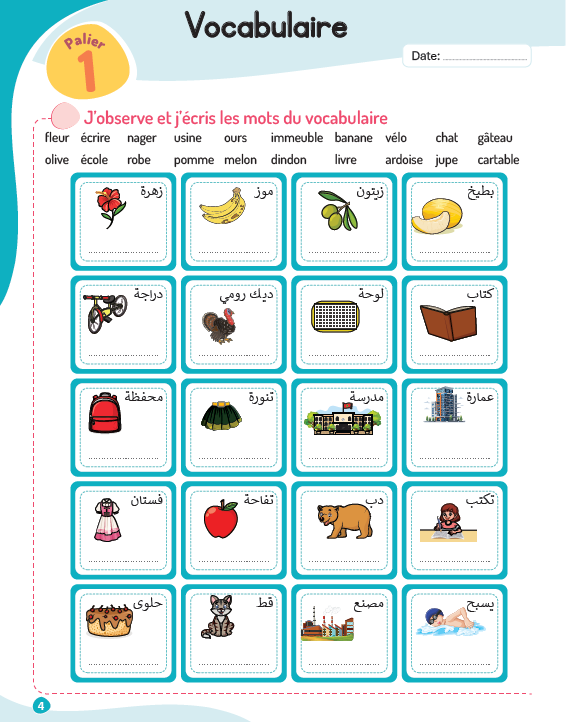 Vocabulaire
Palier
1
Date:
J'observe et j'écris les mots du vocabulaire
fleur écrire nager usine ours immeuble banane vélo chat gâteau
olive école robe pomme melon dindon livre ardoise jupe cartable
زهرة
موز
زيتون
بطيخ
دراجة
ديك رومي
لوحة
كتاب
محفظة
تنورة
مدرسة
عمارة
فستان
تفاحة
دب
تكتب
حلوى
قط
مصنع
يسبح
4